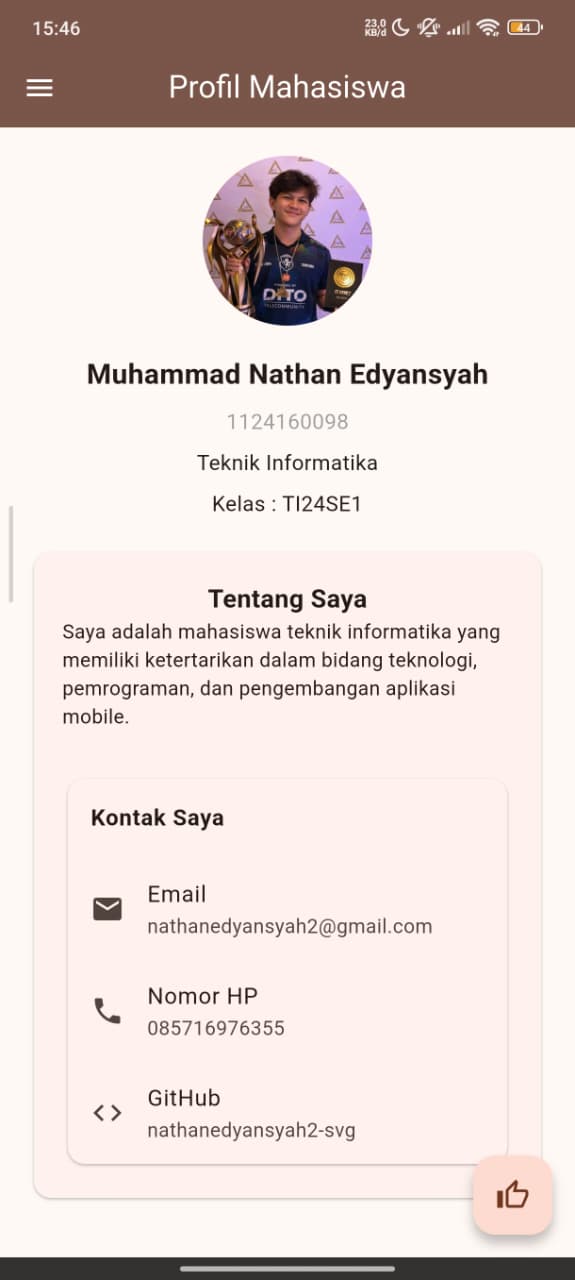 15:46
23,0
KB/d
44
Profil Mahasiswa
DITO
Muhammad Nathan Edyansyah
1124160098
Teknik Informatika
Kelas : TI24SE1
Tentang Saya
Saya adalah mahasiswa teknik informatika yang
memiliki ketertarikan dalam bidang teknologi,
pemrograman, dan pengembangan aplikasi
mobile.
Kontak Saya
Email
nathanedyansyah2@gmail.com
Nomor HP
085716976355
GitHub
nathanedyansyah2-svg